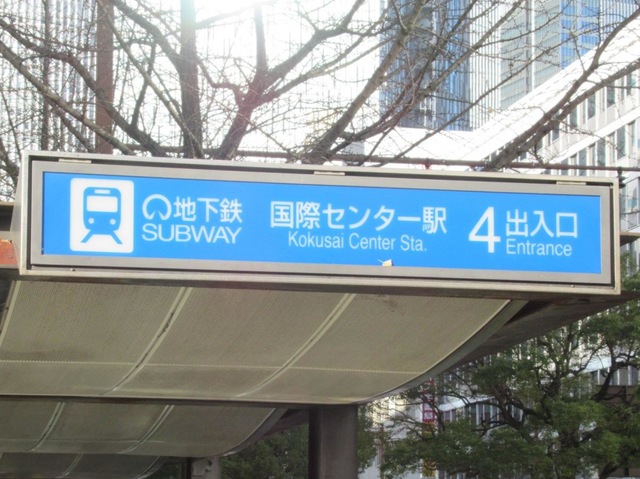 地下鉄
SUBWAY
国際センター駅
Kokusai Center Sta.
4
出入口
Entrance